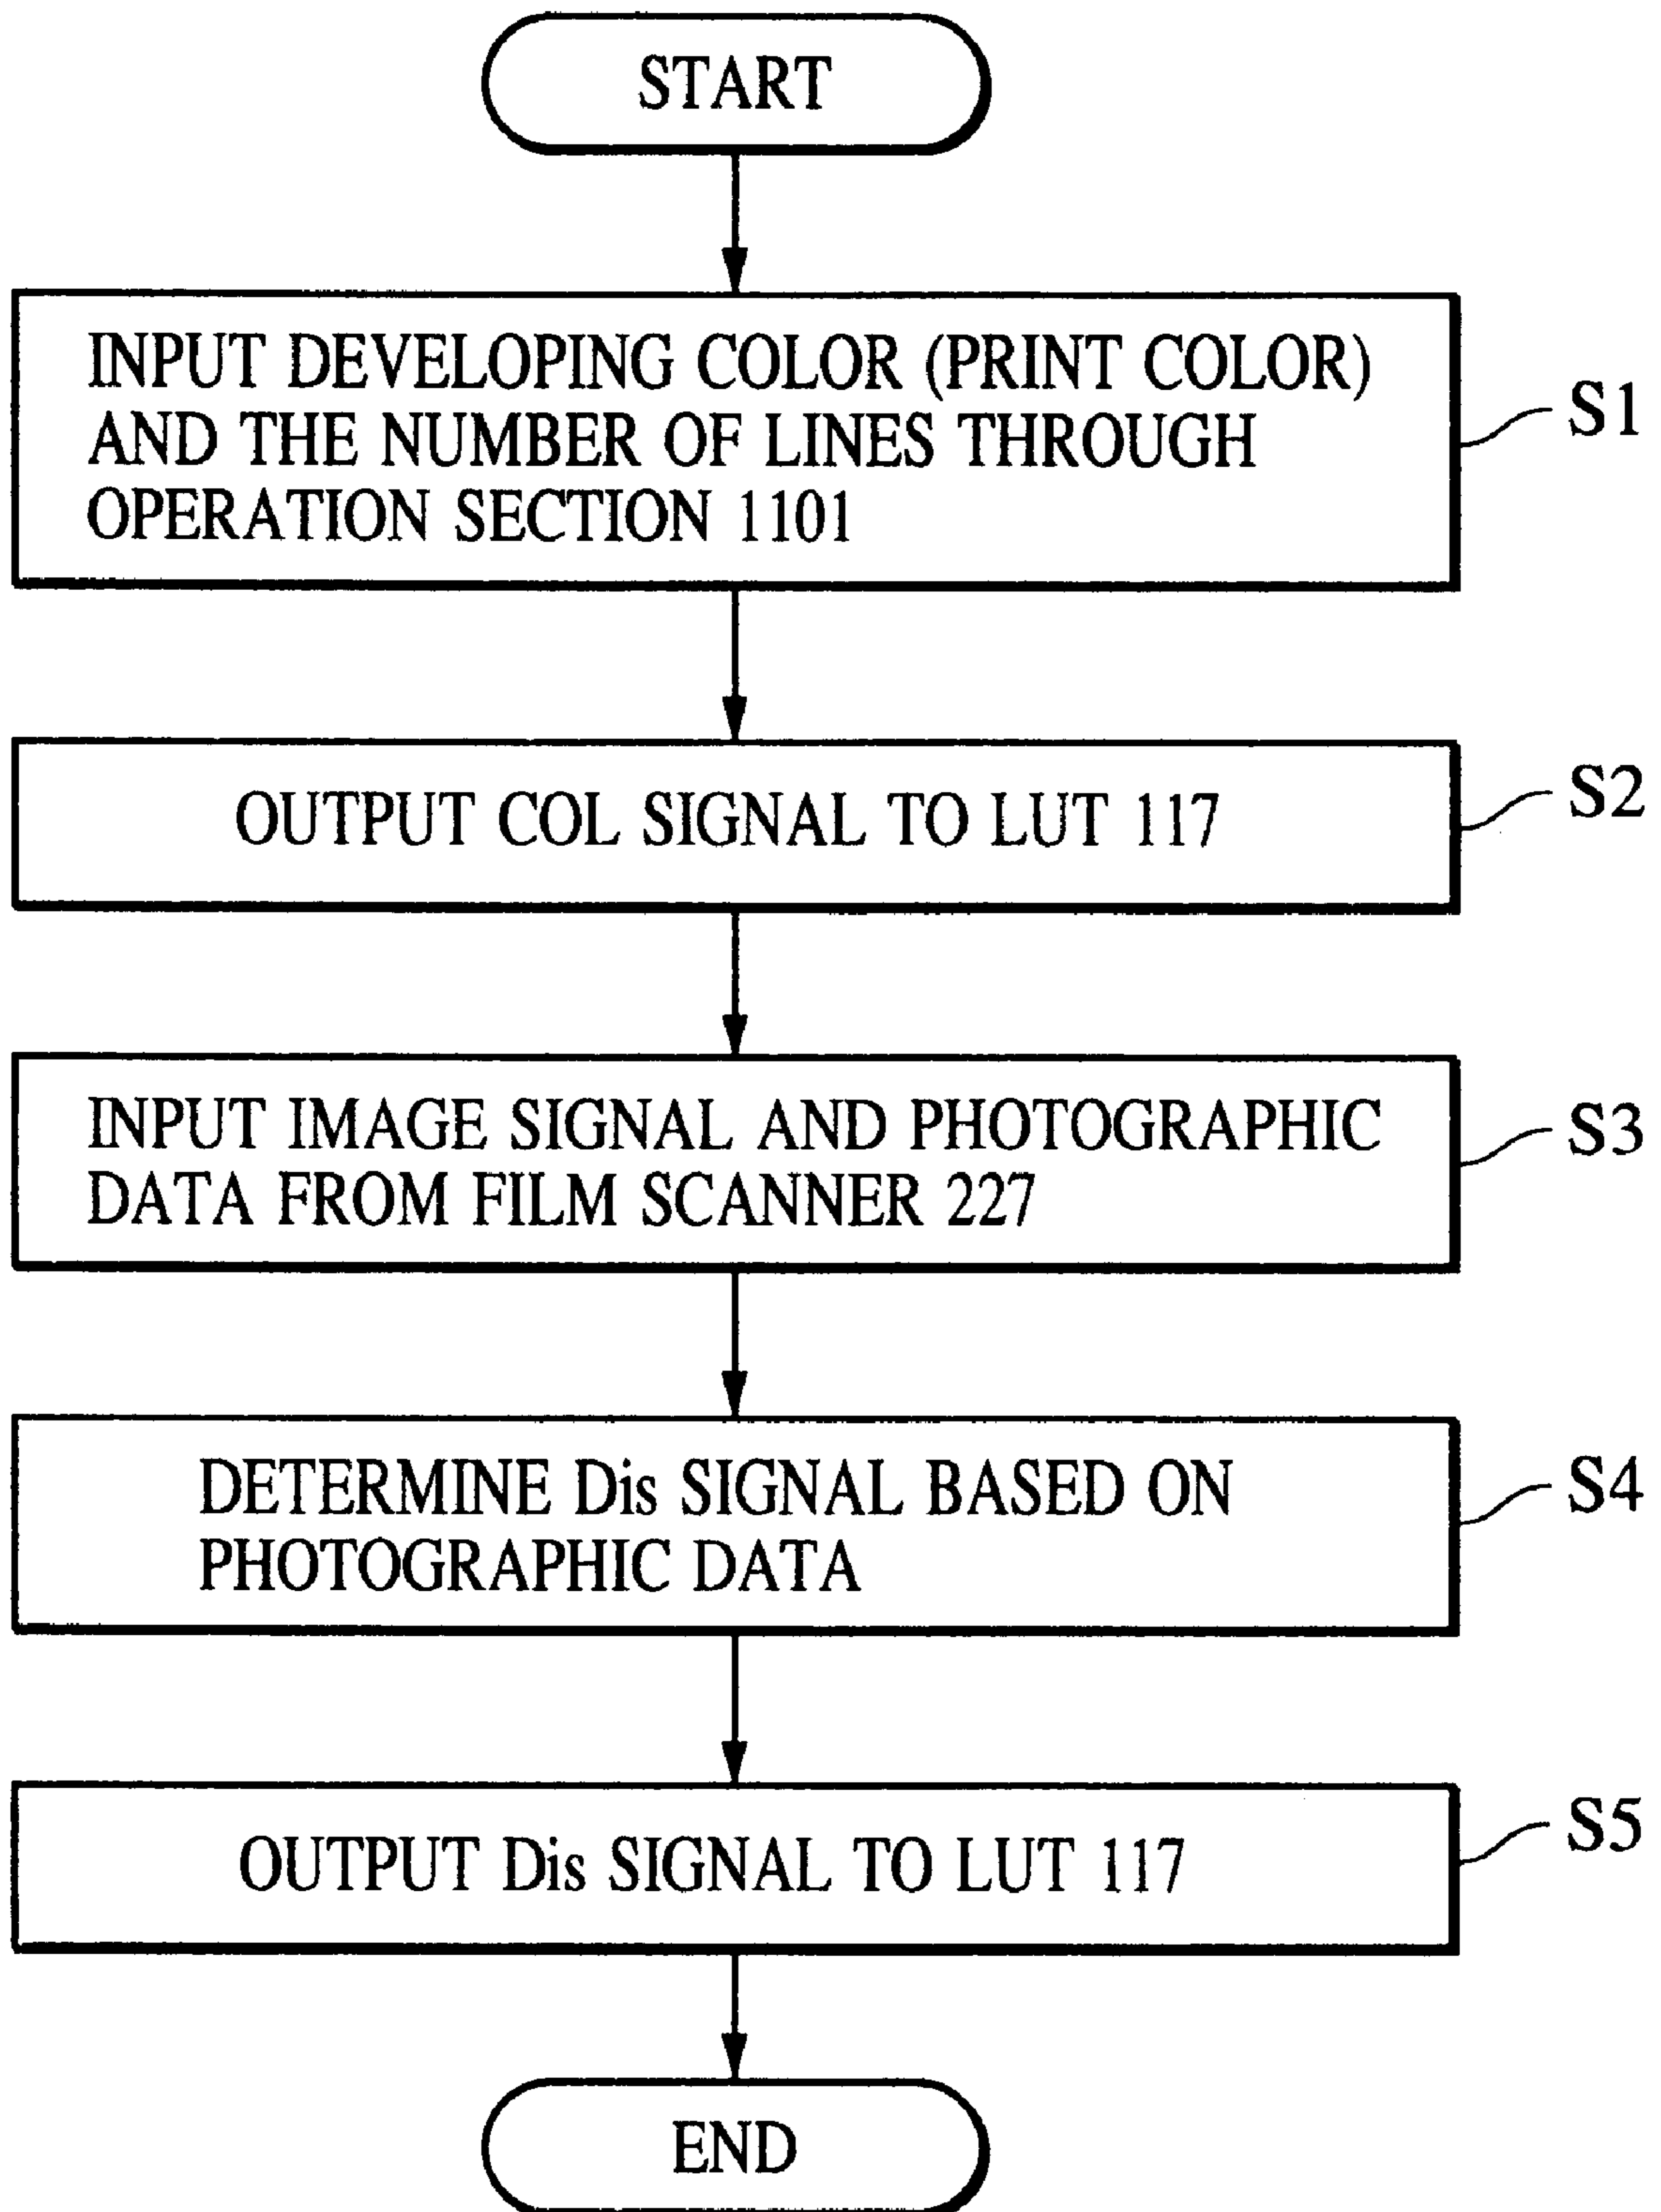 START
INPUT DEVELOPING COLOR (PRINT COLOR)
AND THE NUMBER OF LINES THROUGH
OPERATION SECTION 1101
S1
OUTPUT COL SIGNAL TO LUT 117
S2
INPUT IMAGE SIGNAL AND PHOTOGRAPHIC
DATA FROM FILM SCANNER 227
S3
DETERMINE Dis SIGNAL BASED ON
PHOTOGRAPHIC DATA
S4
OUTPUT Dis SIGNAL TO LUT 117
S5
END